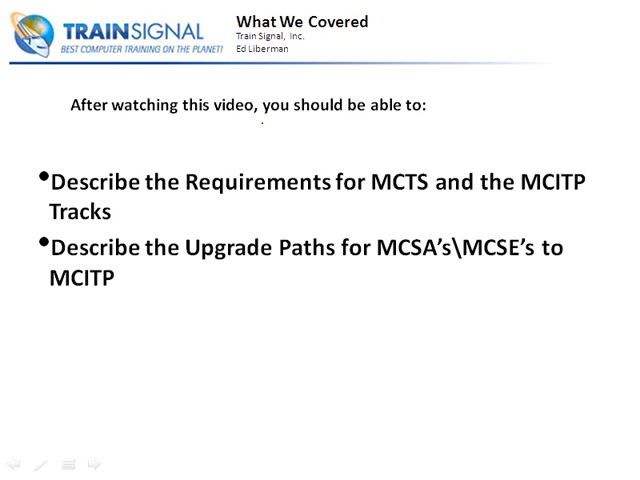 TRAINSIGNAL
BEST COMPUTER TRAINING ON THE PLANET!
What We Covered
Train Signal, Inc.
Ed Liberman
After watching this video, you should be able to:
•Describe the Requirements for MCTS and the MCITP
Tracks
•Describe the Upgrade Paths for MCSA’s\MCSE’s to
MCITP